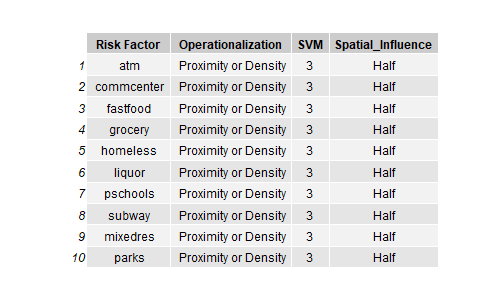 Risk Factor Operationalization SVM Spatial_Influence
1 atm Proximity or Density 3 Half
2 commcenter Proximity or Density 3 Half
3 fastfood Proximity or Density 3 Half
4 grocery Proximity or Density 3 Half
5 homeless Proximity or Density 3 Half
6 liquor Proximity or Density 3 Half
7 pschools Proximity or Density 3 Half
8 subway Proximity or Density 3 Half
9 mixedres Proximity or Density 3 Half
10 parks Proximity or Density 3 Half